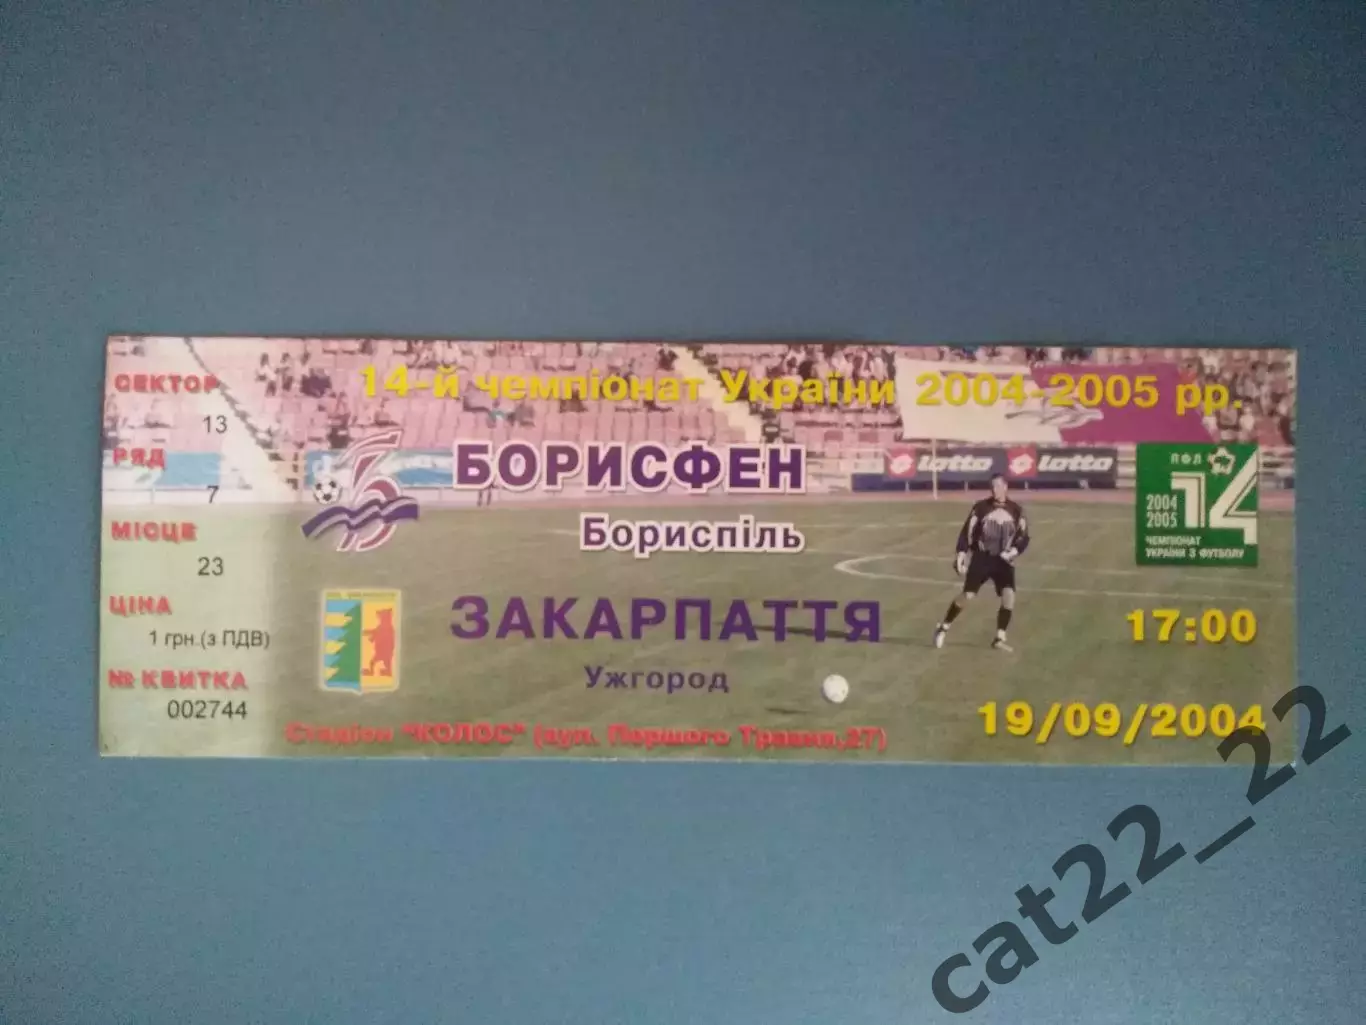 СЕКТОР
13
РЯД
7
МІСЦЕ
23
ЦІНА
1 грн.(з ПДВ)
№ КВИТКА
002744
14-й чемпіонат України 2004-2005 рр.
БОРИСФЕН
Бориспіль
ЗАКАРПАТТЯ
Ужгород
Стадіон "КОЛОС" (вул. Першого Травня,27)
lotto
lotto
ПФЛ
2004
2005
14
ЧЕМПІОНАТ
УКРАЇНИ З ФУТБОЛУ
17:00
19/09/2004
cat22_22